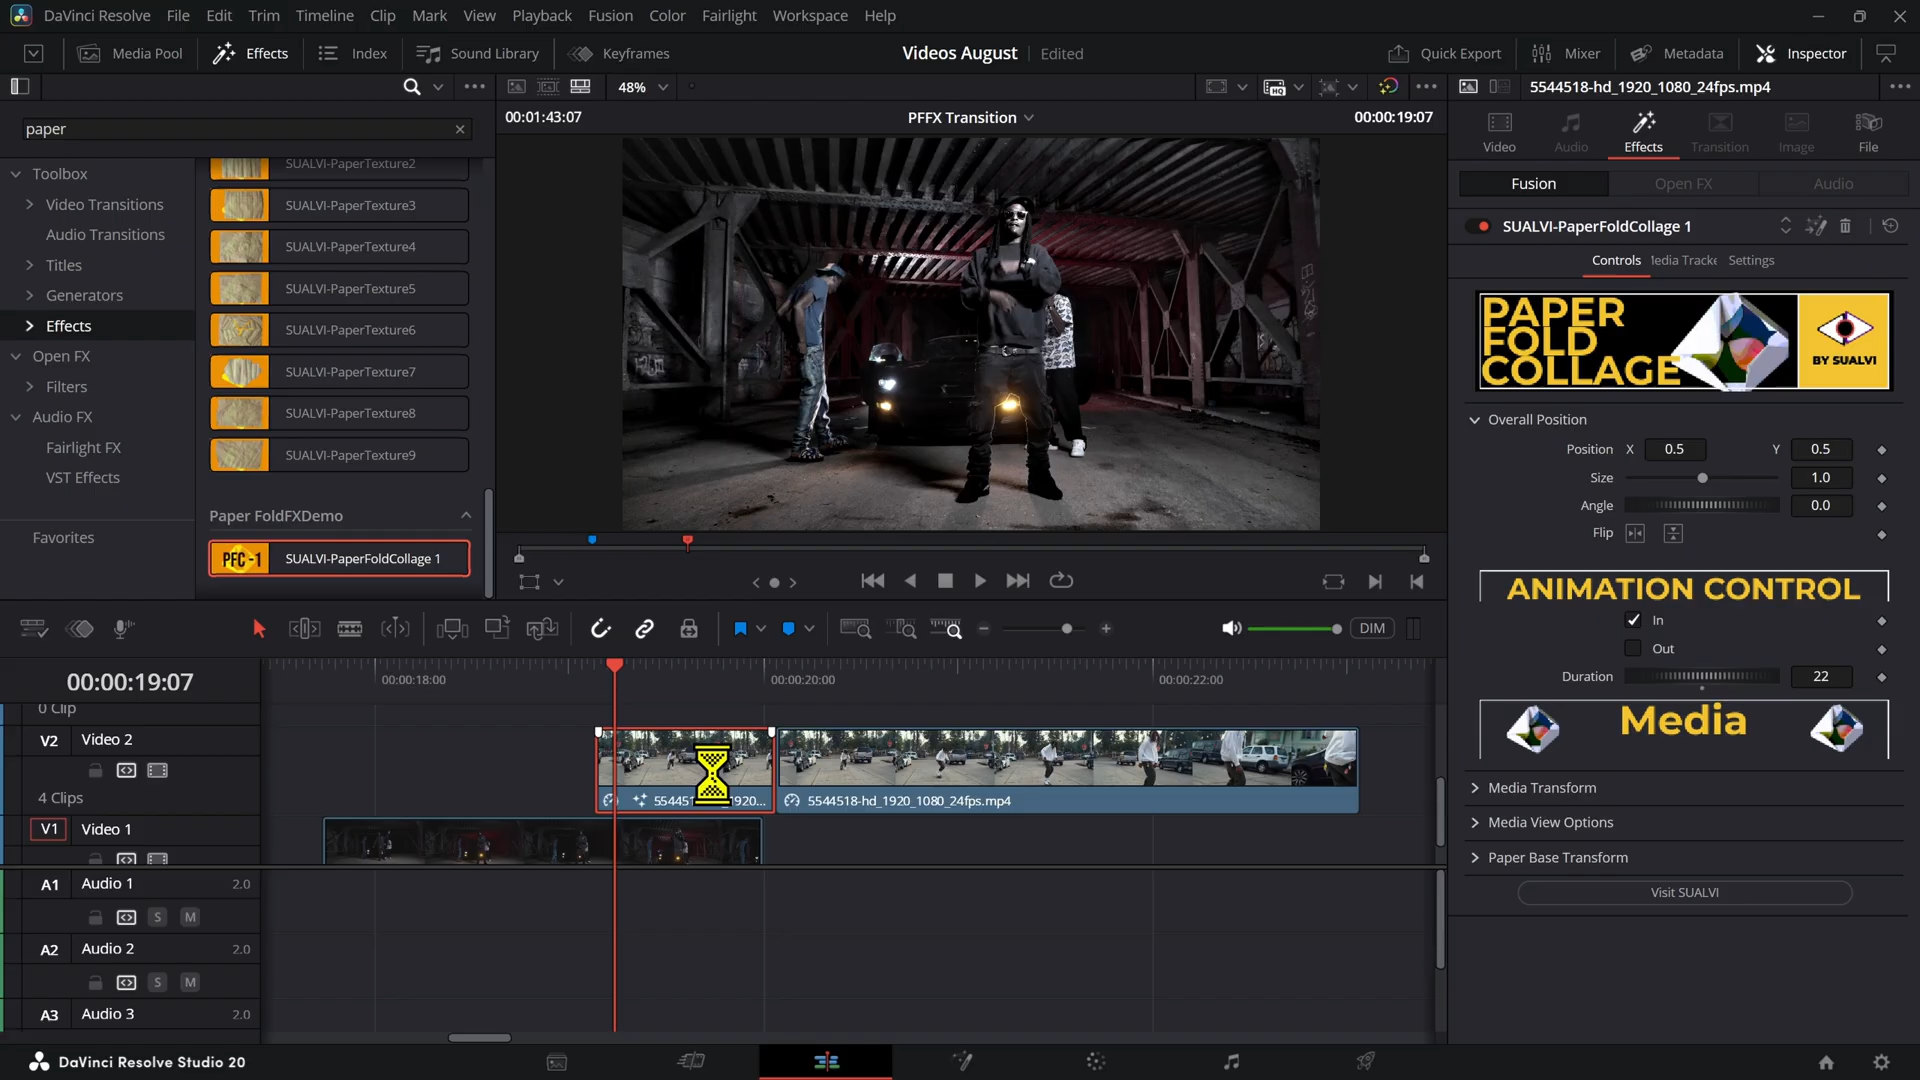 DaVinci Resolve File Edit Trim Timeline Clip Mark View Playback Fusion Color Fairlight Workspace Help
Media Pool Effects Index Sound Library Keyframes Videos August Edited Quick Export Mixer Metadata Inspector
48% 5544518-hd_1920_1080_24fps.mp4
00:01:43:07 PFFX Transition 00:00:19:07
paper
Video Audio Effects Transition Image File
Fusion Open FX Audio
Toolbox
Video Transitions
Audio Transitions
Titles
Generators
Effects
Open FX
Filters
Audio FX
Fairlight FX
VST Effects
Favorites
SUALVI-PaperTexture2
SUALVI-PaperTexture3
SUALVI-PaperTexture4
SUALVI-PaperTexture5
SUALVI-PaperTexture6
SUALVI-PaperTexture7
SUALVI-PaperTexture8
SUALVI-PaperTexture9
Paper FoldFXDemo
PFC -1 SUALVI-PaperFoldCollage 1
SUALVI-PaperFoldCollage 1
Controls ledia Tracke Settings
PAPER
FOLD
COLLAGE
BY SUALVI
Overall Position
Position X 0.5 Y 0.5
Size 1.0
Angle 0.0
Flip
ANIMATION CONTROL
In
Out
Duration 22
Media
Media Transform
Media View Options
Paper Base Transform
Visit SUALVI
DIM
00:00:19:07 00:00:18:00 00:00:20:00 00:00:22:00
0 Clip
V2 Video 2
4 Clips
55445 1920... 5544518-hd_1920_1080_24fps.mp4
V1 Video 1
A1 Audio 1 2.0
S M
A2 Audio 2 2.0
S M
A3 Audio 3 2.0
DaVinci Resolve Studio 20